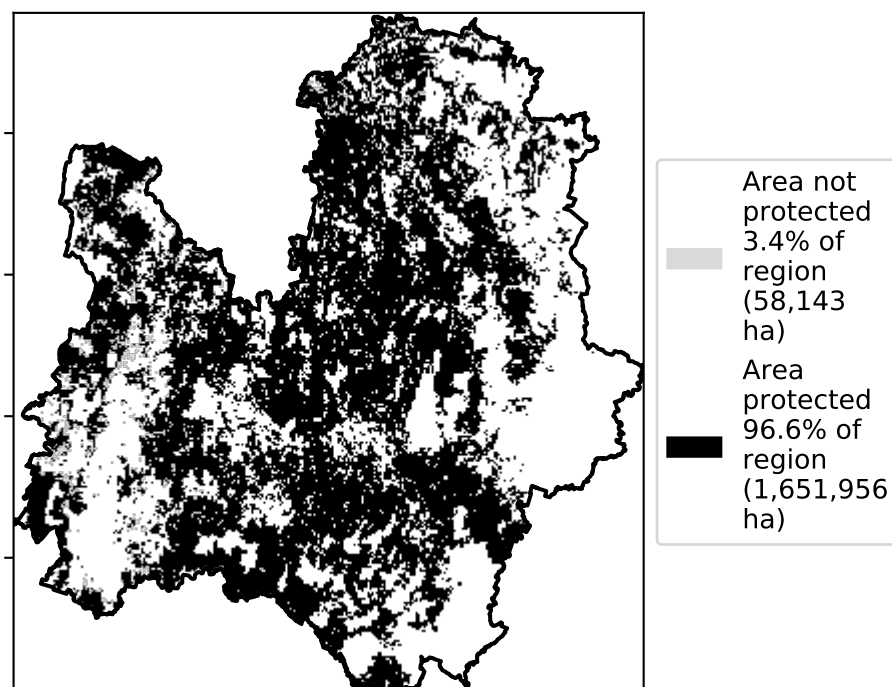 Area not
protected
3.4% of
region
(58,143
ha)
Area
protected
96.6% of
region
(1,651,956
ha)